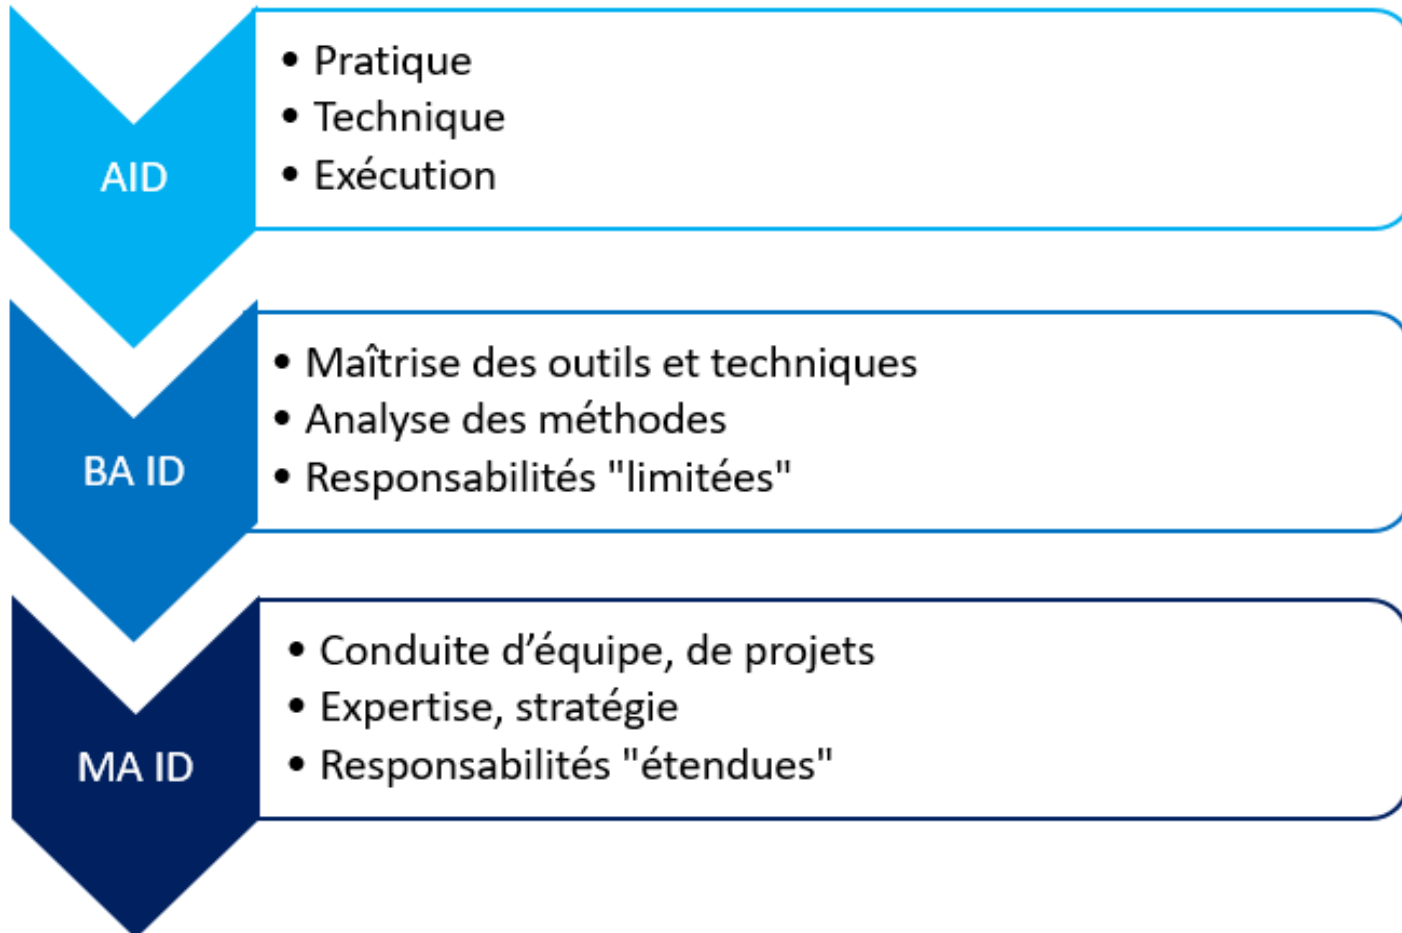 AID
• Pratique
• Technique
• Exécution
BA ID
• Maîtrise des outils et techniques
• Analyse des méthodes
• Responsabilités "limitées"
MA ID
• Conduite d’équipe, de projets
• Expertise, stratégie
• Responsabilités "étendues"